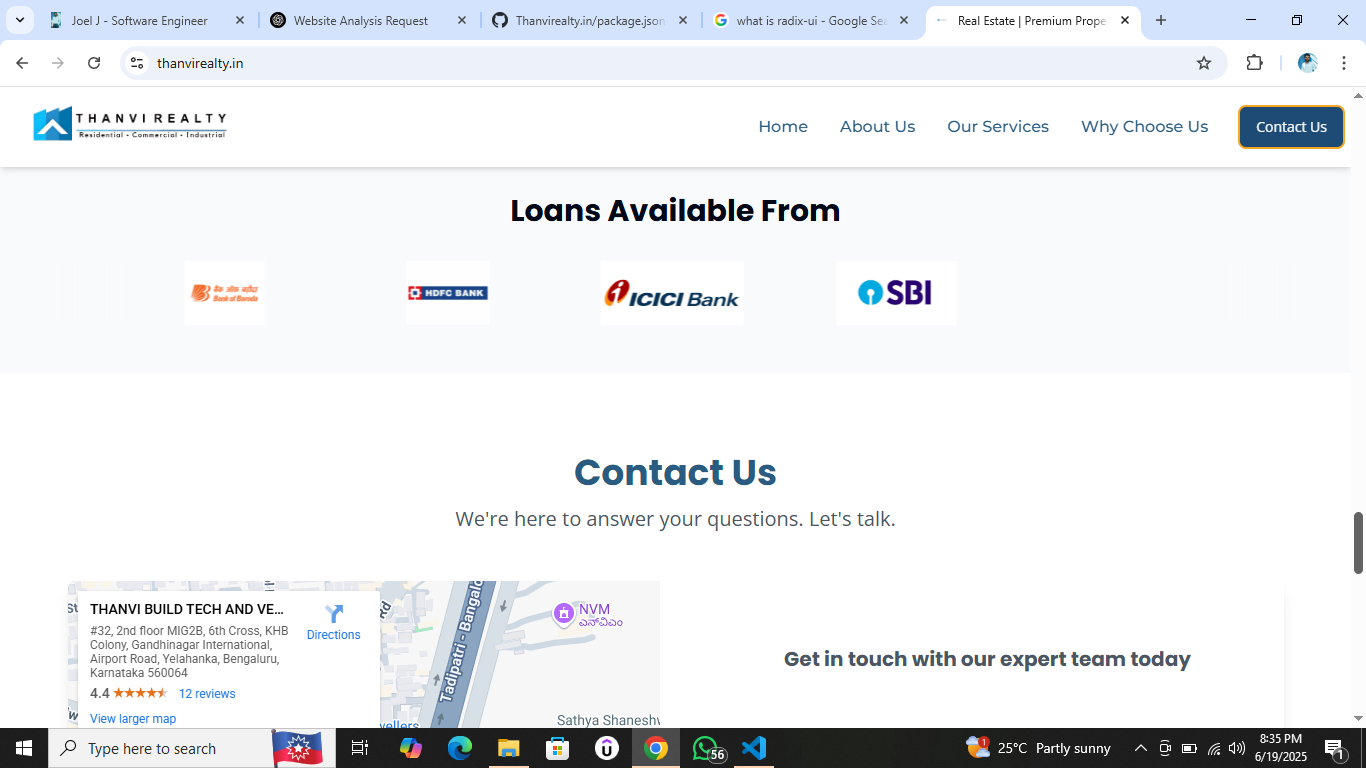 Joel J - Software Engineer
Website Analysis Request
Thanvirealty.in/package.json
what is radix-ui - Google Sea
Real Estate | Premium Prope
thanvirealty.in
THANVI REALTY
Residential • Commercial • Industrial
Home
About Us
Our Services
Why Choose Us
Contact Us
Loans Available From
बैंक ऑफ़ बड़ौदा
Bank of Baroda
HDFC BANK
ICICI Bank
SBI
Contact Us
We're here to answer your questions. Let's talk.
THANVI BUILD TECH AND VE...
#32, 2nd floor MIG2B, 6th Cross, KHB
Colony, Gandhinagar International,
Airport Road, Yelahanka, Bengaluru,
Karnataka 560064
4.4
12 reviews
View larger map
Directions
Rd
Tadipatri - Bangalo
NVM
ಎನ್‌ವಿಎಂ
Sathya Shaneshw
vellers
Get in touch with our expert team today
Type here to search
56
1
25°C Partly sunny
8:35 PM
6/19/2025
1